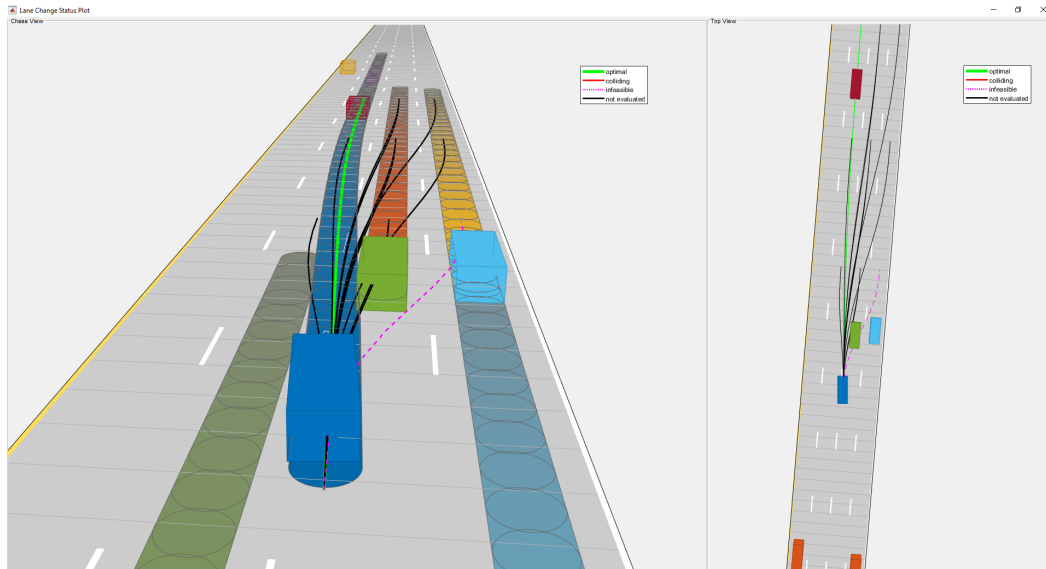 Lane Change Status Plot
Chase View
optimal
colliding
infeasible
not evaluated
Top View
optimal
colliding
infeasible
not evaluated